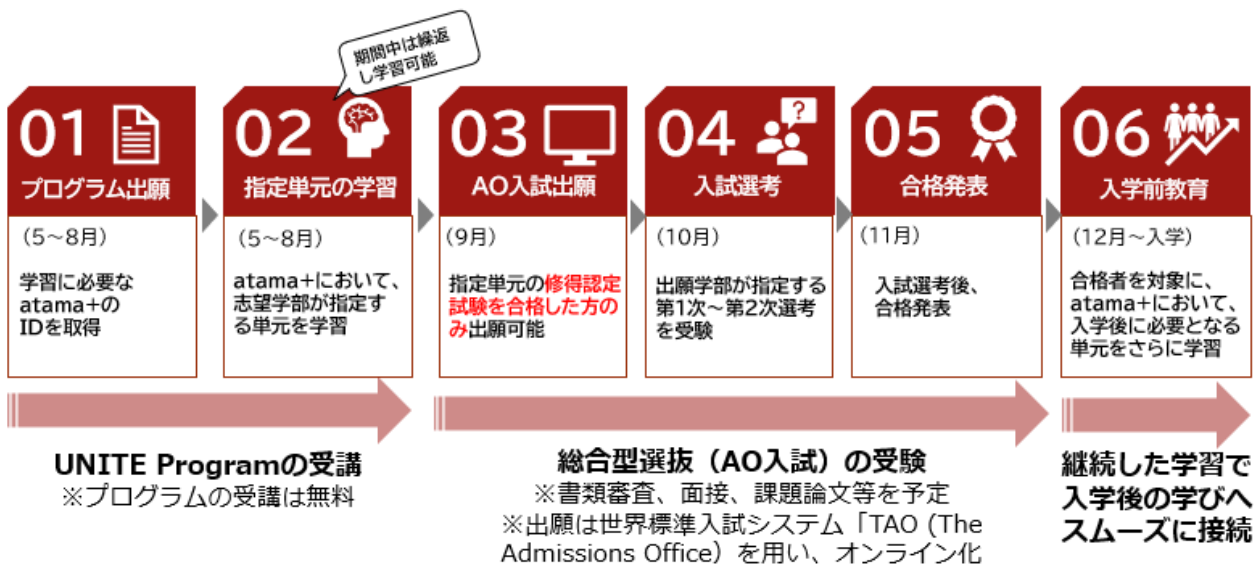 期間中は繰返
し学習可能
01
プログラム出願
(5~8月)
学習に必要な
atama+の
IDを取得
02
指定単元の学習
(5~8月)
atama+において、
志望学部が指定す
る単元を学習
03
AO入試出願
(9月)
指定単元の修得認定
試験を合格した方の
み出願可能
04
?
入試選考
(10月)
出願学部が指定する
第1次~第2次選考
を受験
05
合格発表
(11月)
入試選考後、
合格発表
06
入学前教育
(12月~入学)
合格者を対象に、
atama+において、
入学後に必要となる
単元をさらに学習
UNITE Programの受講
※プログラムの受講は無料
総合型選抜(AO入試)の受験
※書類審査、面接、課題論文等を予定
※出願は世界標準入試システム「TAO (The
Admissions Office)を用い、オンライン化
継続した学習で
入学後の学びへ
スムーズに接続